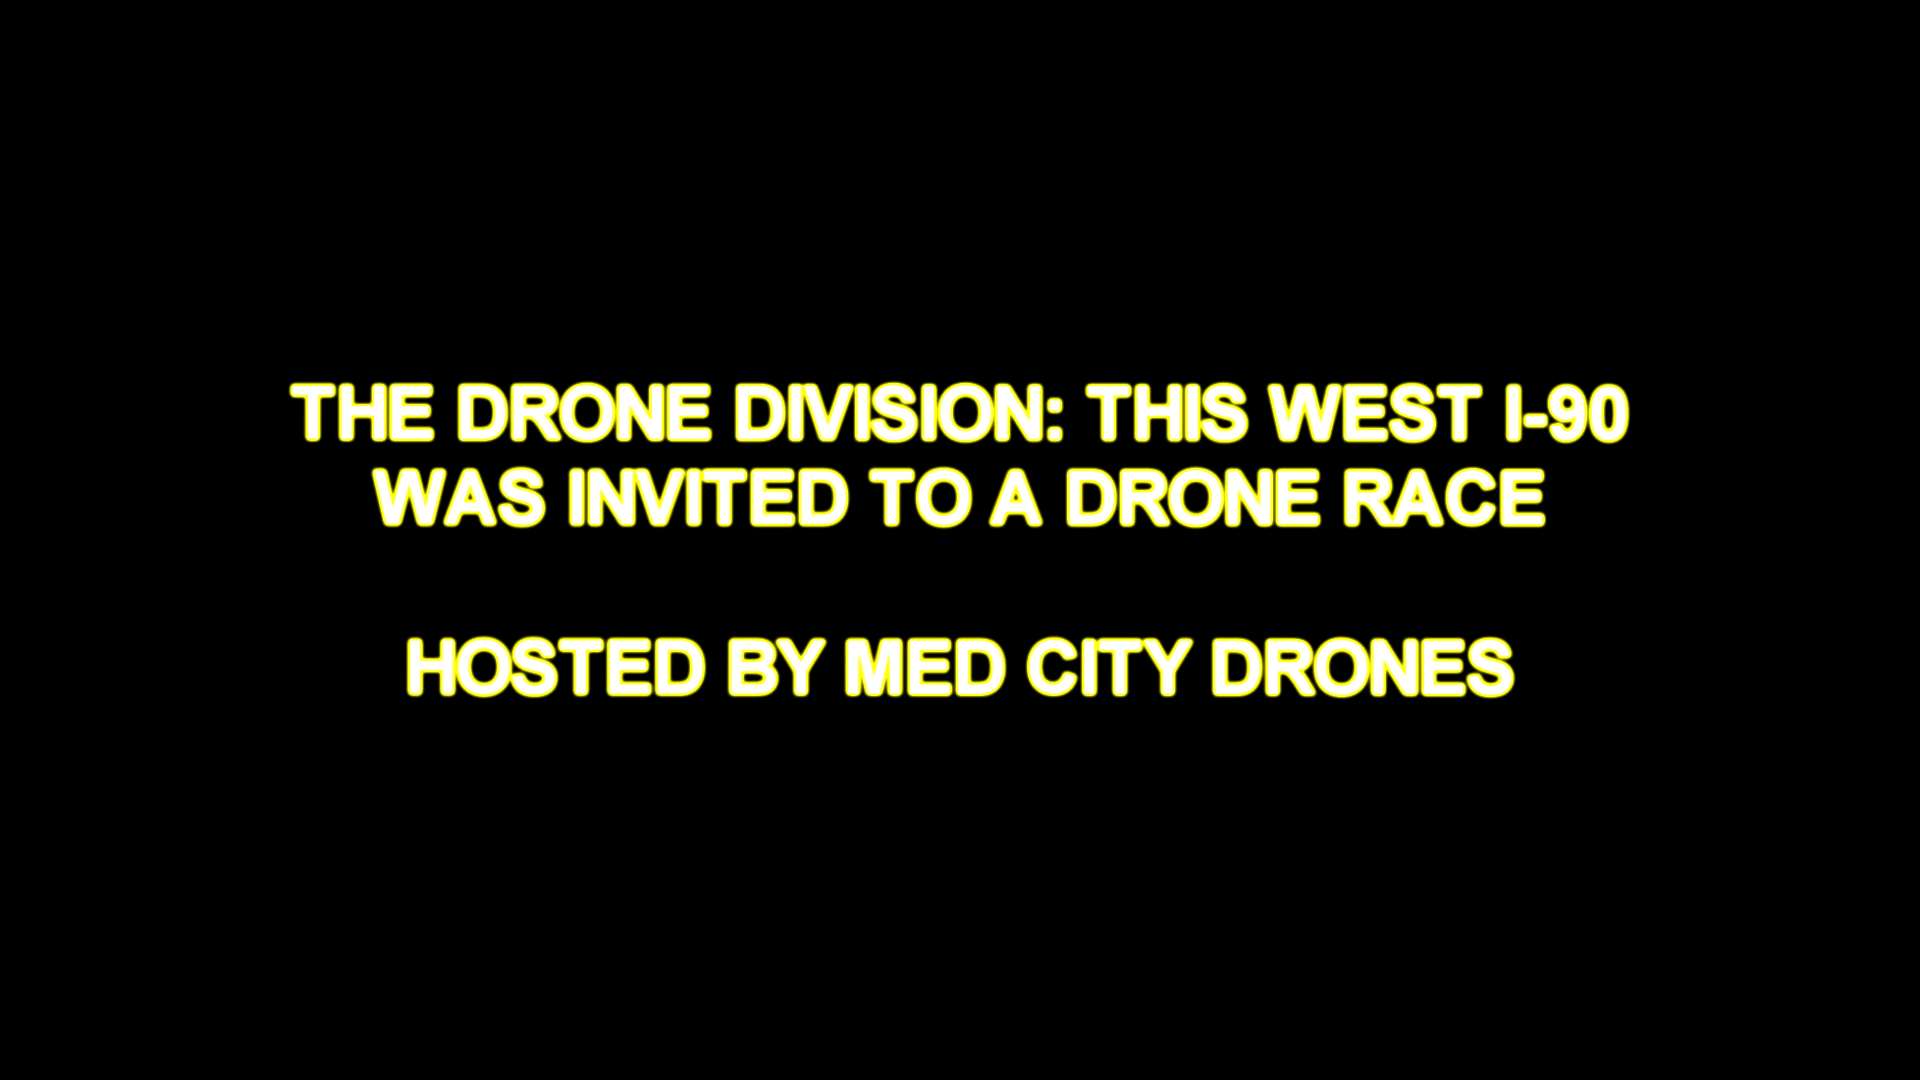 THE DRONE DIVISION: THIS WEST I-90
WAS INVITED TO A DRONE RACE
HOSTED BY MED CITY DRONES